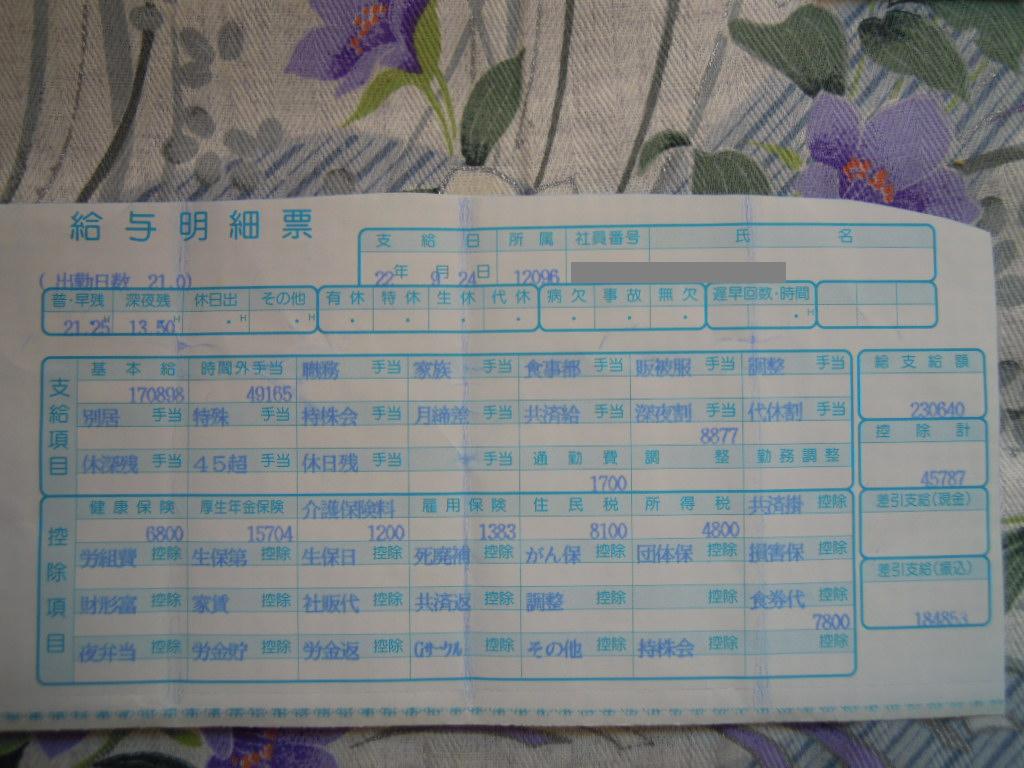 給与明細票
支給日 所属 社員番号 氏名
(出勤日数 21.0) 22年 9月 24日 12096
普・早残 深夜残 休日出 その他 有休 特休 生休 代休 病欠 事故 無欠 遅早回数・時間
21.25H 13.50H ・H ・H ・ ・ ・ ・ ・ ・ ・ ・H
支給項目
基本給 時間外手当 職務手当 家族手当 食事部手当 販被服手当 調整手当 総支給額
170898 49165 230640
別居手当 特殊手当 持株会手当 月締差手当 共済給手当 深夜割手当 代休割手当 控除計
8877
休深残手当 45超手当 休日残手当 手当 通勤費 調整 勤務調整
1700 45787
控除項目
健康保険 厚生年金保険 介護保険料 雇用保険 住民税 所得税 共済掛控除 差引支給(現金)
6800 15704 1200 1383 8100 4800
労組費控除 生保第控除 生保日控除 死廃補控除 がん保控除 団体保控除 損害保控除 差引支給(振込)
財形富控除 家賃控除 社販代控除 共済返控除 調整控除 控除 食券代控除
7800 184853
夜弁当控除 労金貯控除 労金返控除 Gサークル控除 その他控除 持株会控除 控除